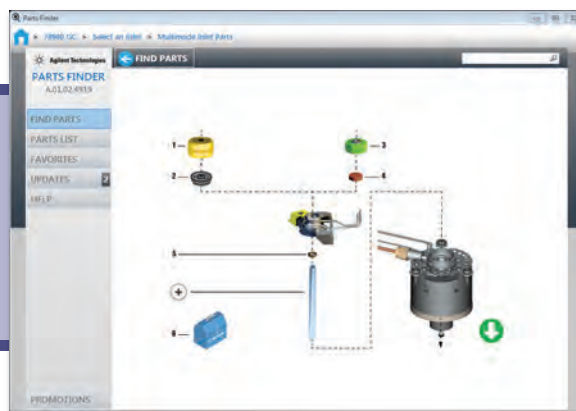 Parts Finder
7890B GC ▸ Select an Inlet ▸ Multimode Inlet Parts
Agilent Technologies
FIND PARTS
PARTS FINDER
A.01.02.4919
FIND PARTS
PARTS LIST
FAVORITES
UPDATES 2
HELP
1
3
2
4
5
6
PROMOTIONS